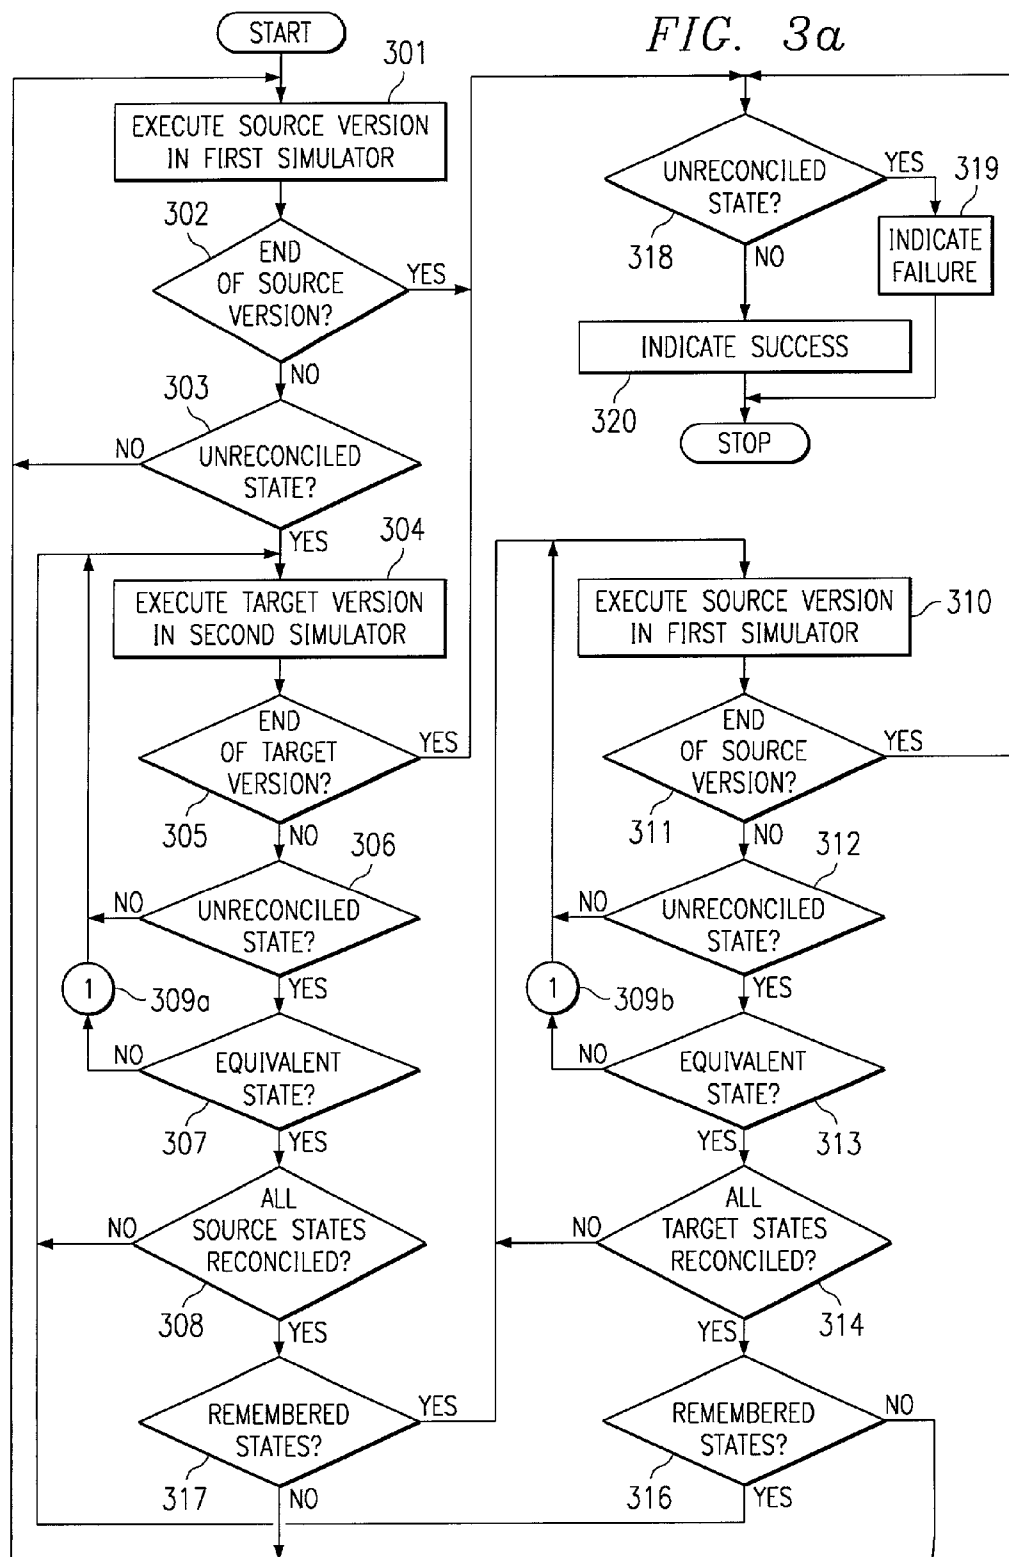 FIG. 3a
START
301
EXECUTE SOURCE VERSION
IN FIRST SIMULATOR
302
END
OF SOURCE
VERSION?
YES
NO
303
NO
UNRECONCILED
STATE?
YES
304
EXECUTE TARGET VERSION
IN SECOND SIMULATOR
END
OF TARGET
VERSION?
YES
305
NO
306
NO
UNRECONCILED
STATE?
YES
1
309a
NO
EQUIVALENT
STATE?
307
YES
NO
ALL
SOURCE STATES
RECONCILED?
308
YES
YES
REMEMBERED
STATES?
317
NO
UNRECONCILED
STATE?
YES
319
318
NO
INDICATE
FAILURE
INDICATE SUCCESS
320
STOP
EXECUTE SOURCE VERSION
IN FIRST SIMULATOR
310
END
OF SOURCE
VERSION?
YES
311
NO
312
NO
UNRECONCILED
STATE?
YES
1
309b
NO
EQUIVALENT
STATE?
YES
313
NO
ALL
TARGET STATES
RECONCILED?
YES
314
REMEMBERED
STATES?
NO
316
YES